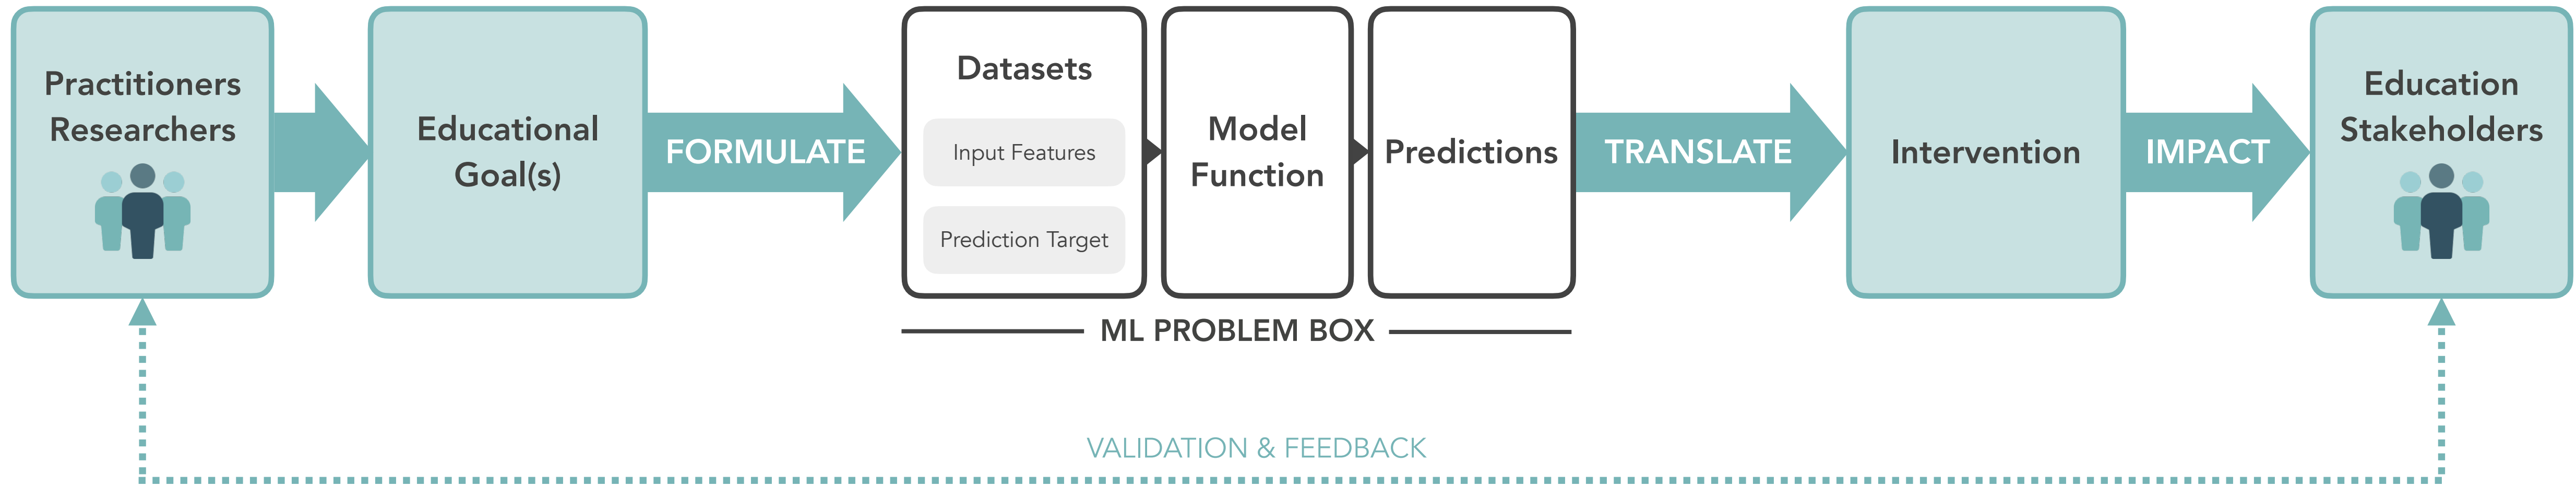 Practitioners
Researchers
Educational
Goal(s)
FORMULATE
Datasets
Input Features
Prediction Target
Model
Function
Predictions
ML PROBLEM BOX
TRANSLATE
Intervention
IMPACT
Education
Stakeholders
VALIDATION & FEEDBACK